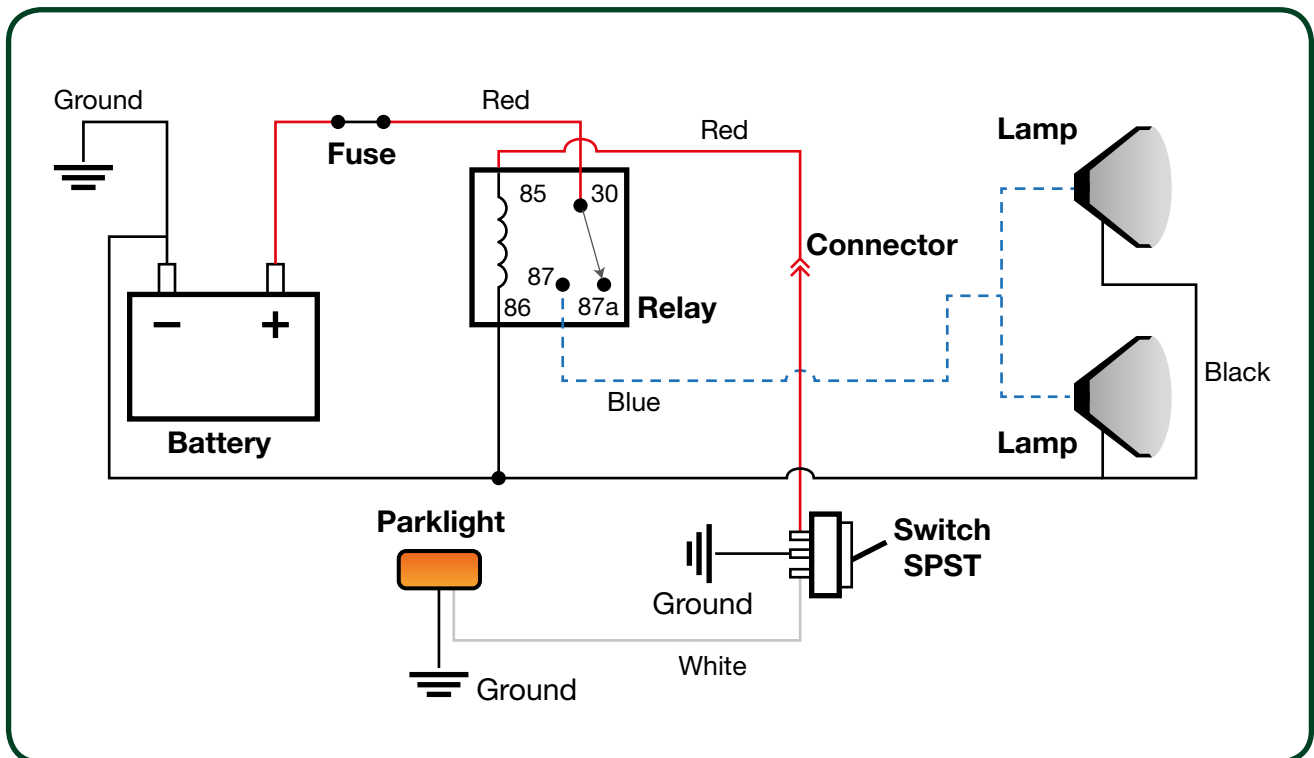 Ground
Red
Red
Fuse
Lamp
85
30
Connector
87
86
87a
Relay
−
+
Battery
Blue
Black
Lamp
Parklight
Switch
SPST
Ground
White
Ground